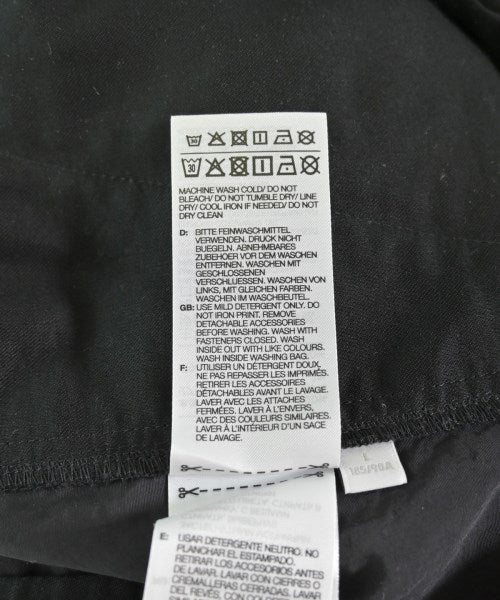 30
30
MACHINE WASH COLD/ DO NOT
BLEACH/ DO NOT TUMBLE DRY/ LINE
DRY/ COOL IRON IF NEEDED/ DO NOT
DRY CLEAN
D: BITTE FEINWASCHMITTEL
VERWENDEN. DRUCK NICHT
BUEGELN. ABNEHMBARES
ZUBEHOER VOR DEM WASCHEN
ENTFERNEN. WASCHEN MIT
GESCHLOSSENEN
VERSCHLUESSEN. WASCHEN VON
LINKS, MIT GLEICHEN FARBEN.
WASCHEN IM WASCHBEUTEL.
GB: USE MILD DETERGENT ONLY. DO
NOT IRON PRINT. REMOVE
DETACHABLE ACCESSORIES
BEFORE WASHING. WASH WITH
FASTENERS CLOSED. WASH
INSIDE OUT WITH LIKE COLOURS.
WASH INSIDE WASHING BAG.
F: UTILISER UN DÉTERGENT DOUX.
NE PAS REPASSER LES IMPRIMÉS.
RETIRER LES ACCESSOIRES
DÉTACHABLES AVANT LE LAVAGE.
LAVER AVEC LES ATTACHES
FERMÉES. LAVER À L'ENVERS,
AVEC DES COULEURS SIMILAIRES.
LAVER À L'INTÉRIEUR D'UN SACE
DE LAVAGE.
L
185/98A
E: USAR DETERGENTE NEUTRO. NO
PLANCHAR EL ESTAMPADO.
RETIRAR LOS ACCESORIOS ANTES
DE LAVAR. LAVAR CON CIERRES O
CREMALLERAS CERRADAS. LAVAR
DEL REVÉS, CON COLORES